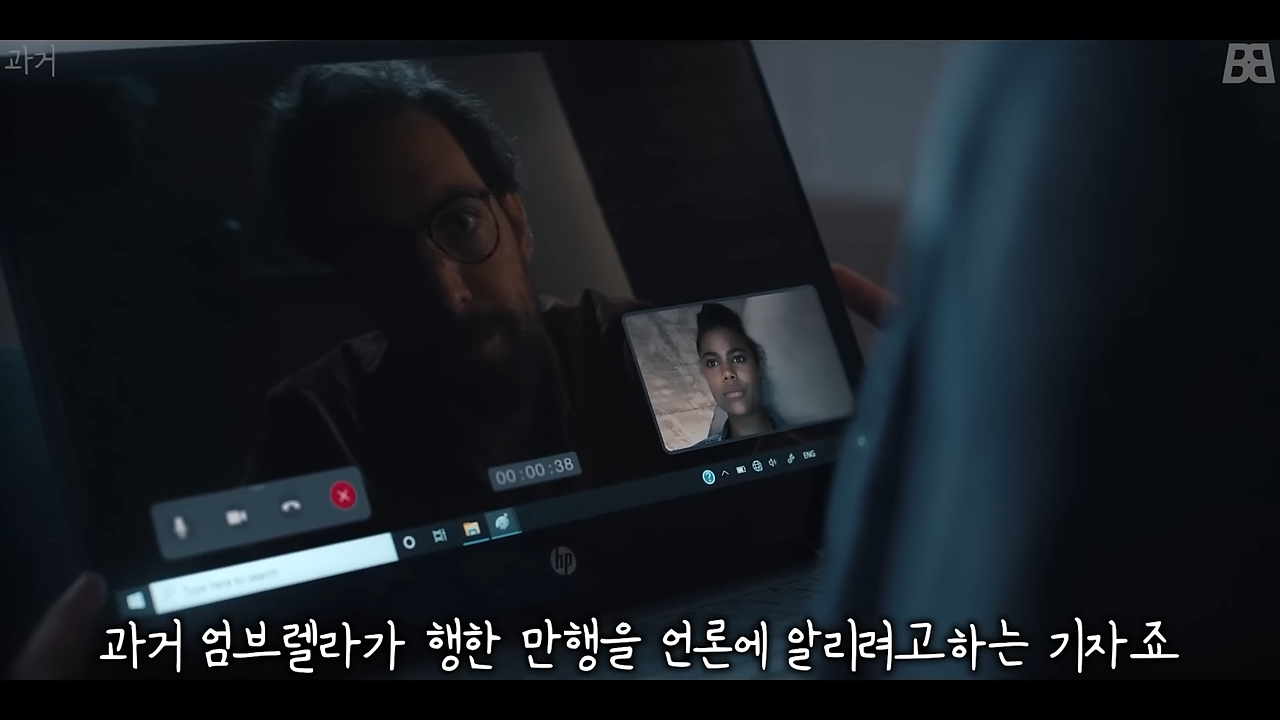 과거
BB
00:00:38
ENG
Type here to search
hp
과거 엄브렐라가 행한 만행을 언론에 알리려고하는 기자죠